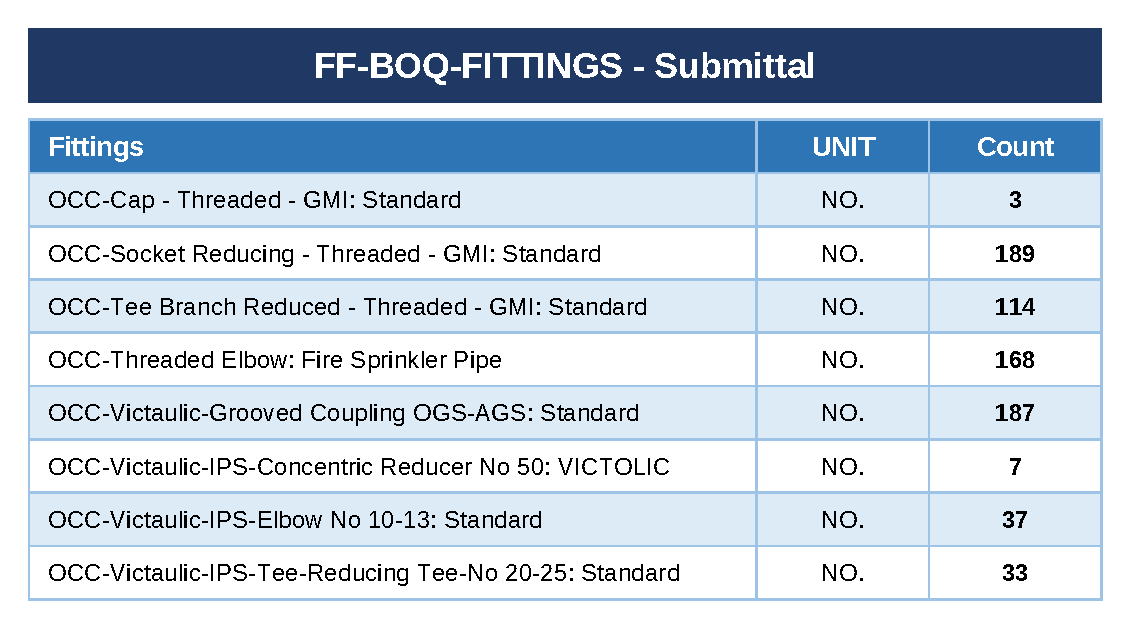 FF-BOQ-FITTINGS - Submittal
Fittings UNIT Count
OCC-Cap - Threaded - GMI: Standard NO. 3
OCC-Socket Reducing - Threaded - GMI: Standard NO. 189
OCC-Tee Branch Reduced - Threaded - GMI: Standard NO. 114
OCC-Threaded Elbow: Fire Sprinkler Pipe NO. 168
OCC-Victaulic-Grooved Coupling OGS-AGS: Standard NO. 187
OCC-Victaulic-IPS-Concentric Reducer No 50: VICTOLIC NO. 7
OCC-Victaulic-IPS-Elbow No 10-13: Standard NO. 37
OCC-Victaulic-IPS-Tee-Reducing Tee-No 20-25: Standard NO. 33